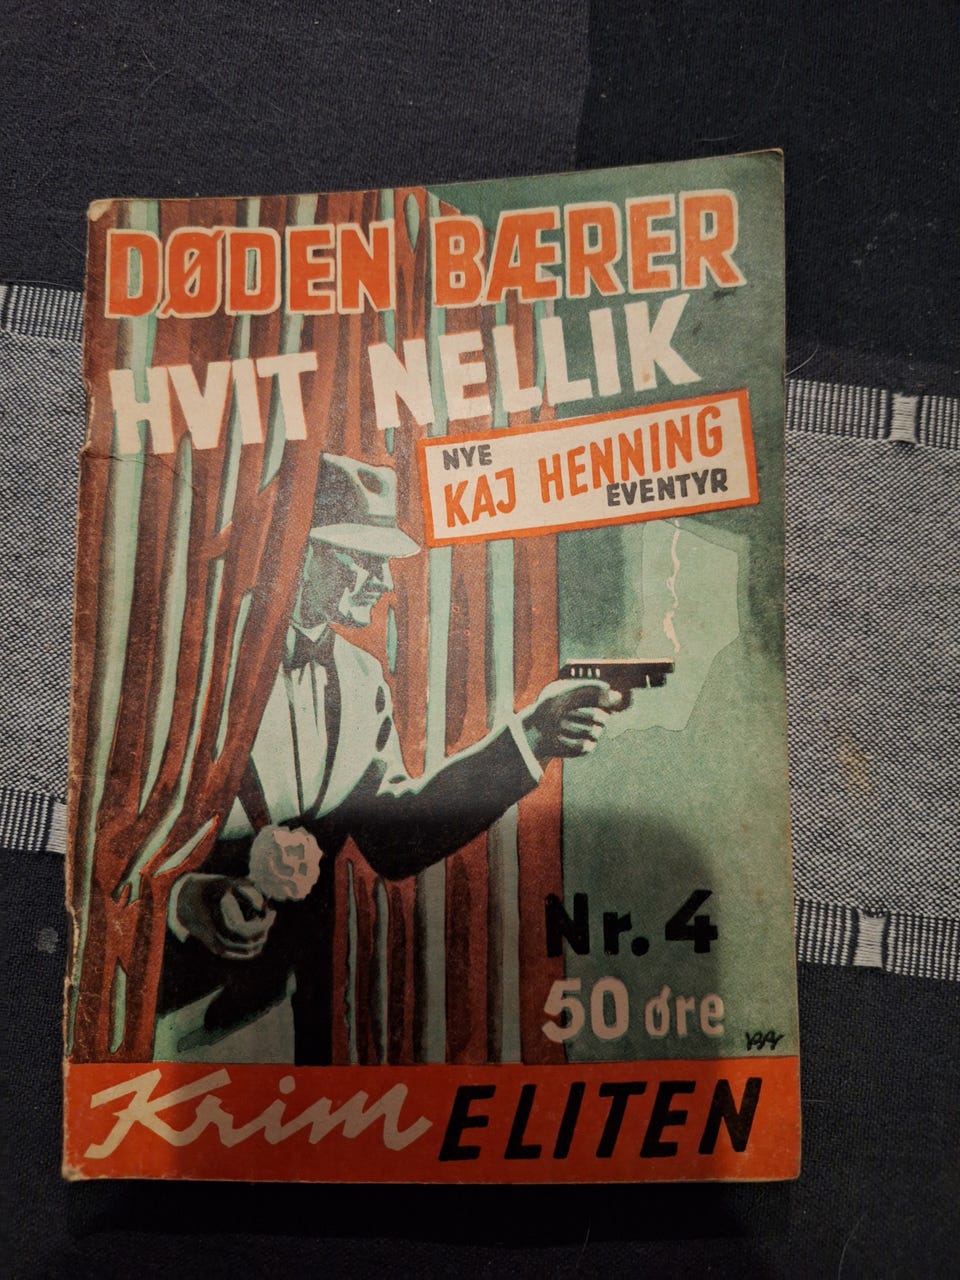 DØDEN BÆRER
HVIT NELLIK
NYE
KAJ HENNING
EVENTYR
Nr. 4
50 øre
Krim ELITEN